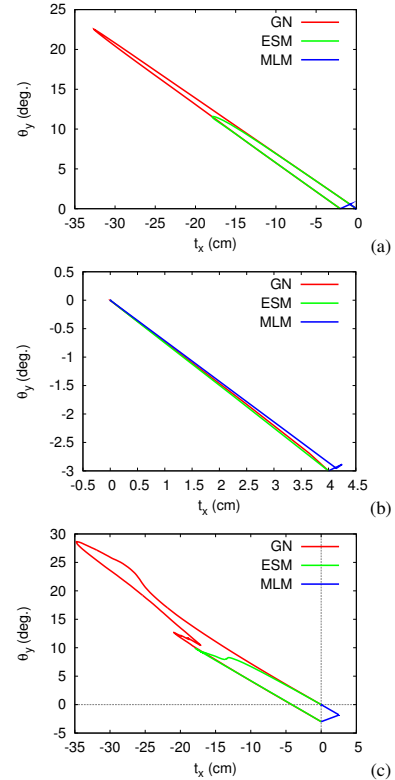 25
20
15
10
5
0
θy (deg.)
GN
ESM
MLM
-35 -30 -25 -20 -15 -10 -5 0
tx (cm)
(a)
0.5
0
-0.5
-1
-1.5
-2
-2.5
-3
θy (deg.)
GN
ESM
MLM
-0.5 0 0.5 1 1.5 2 2.5 3 3.5 4 4.5
tx (cm)
(b)
30
25
20
15
10
5
0
-5
θy (deg.)
GN
ESM
MLM
-35 -30 -25 -20 -15 -10 -5 0 5
tx (cm)
(c)